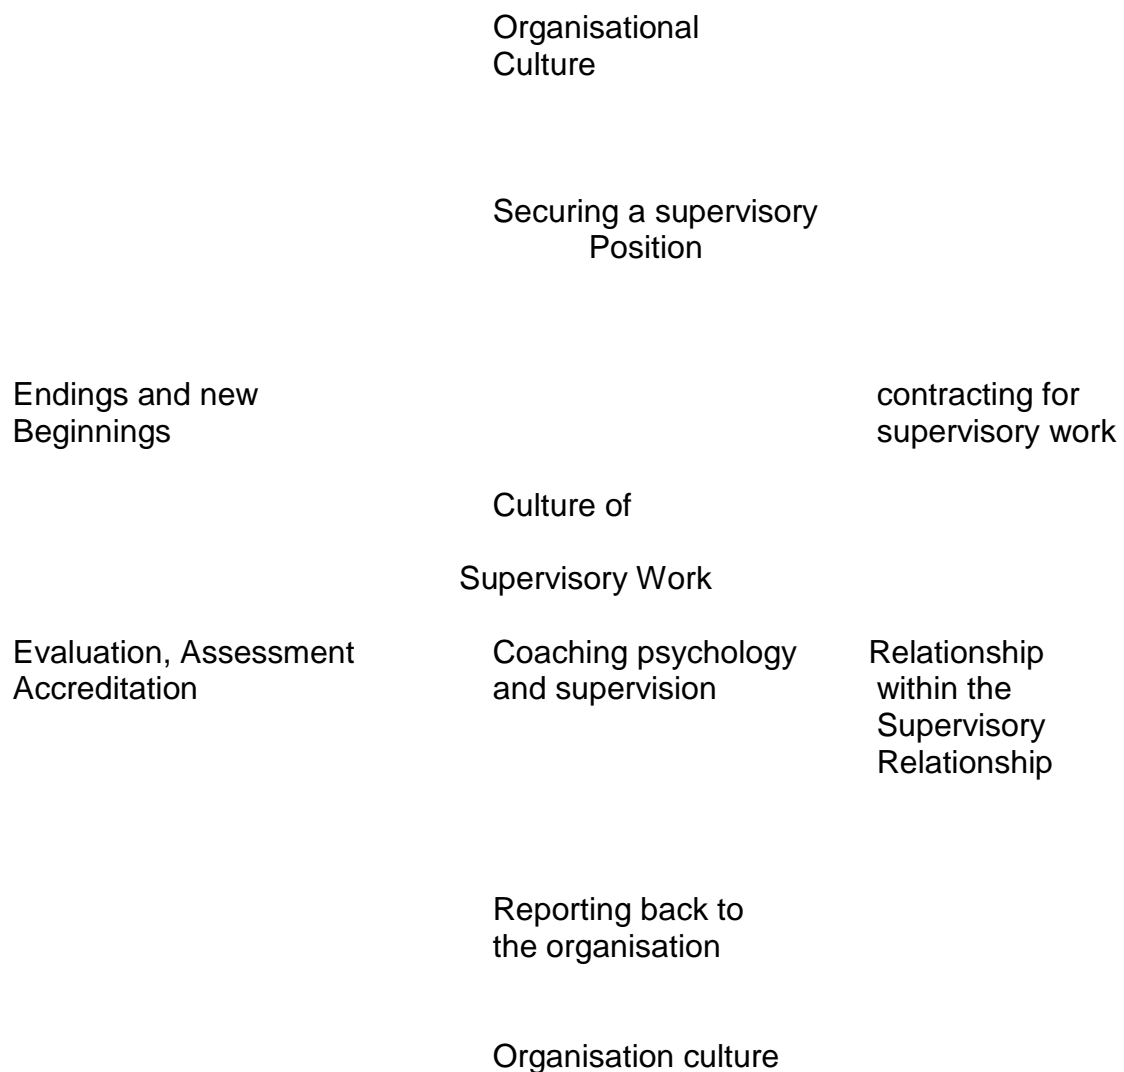 Organisational
Culture
Securing a supervisory
Position
Endings and new
Beginnings
contracting for
supervisory work
Culture of
Supervisory Work
Evaluation, Assessment
Accreditation
Coaching psychology
and supervision
Relationship
within the
Supervisory
Relationship
Reporting back to
the organisation
Organisation culture